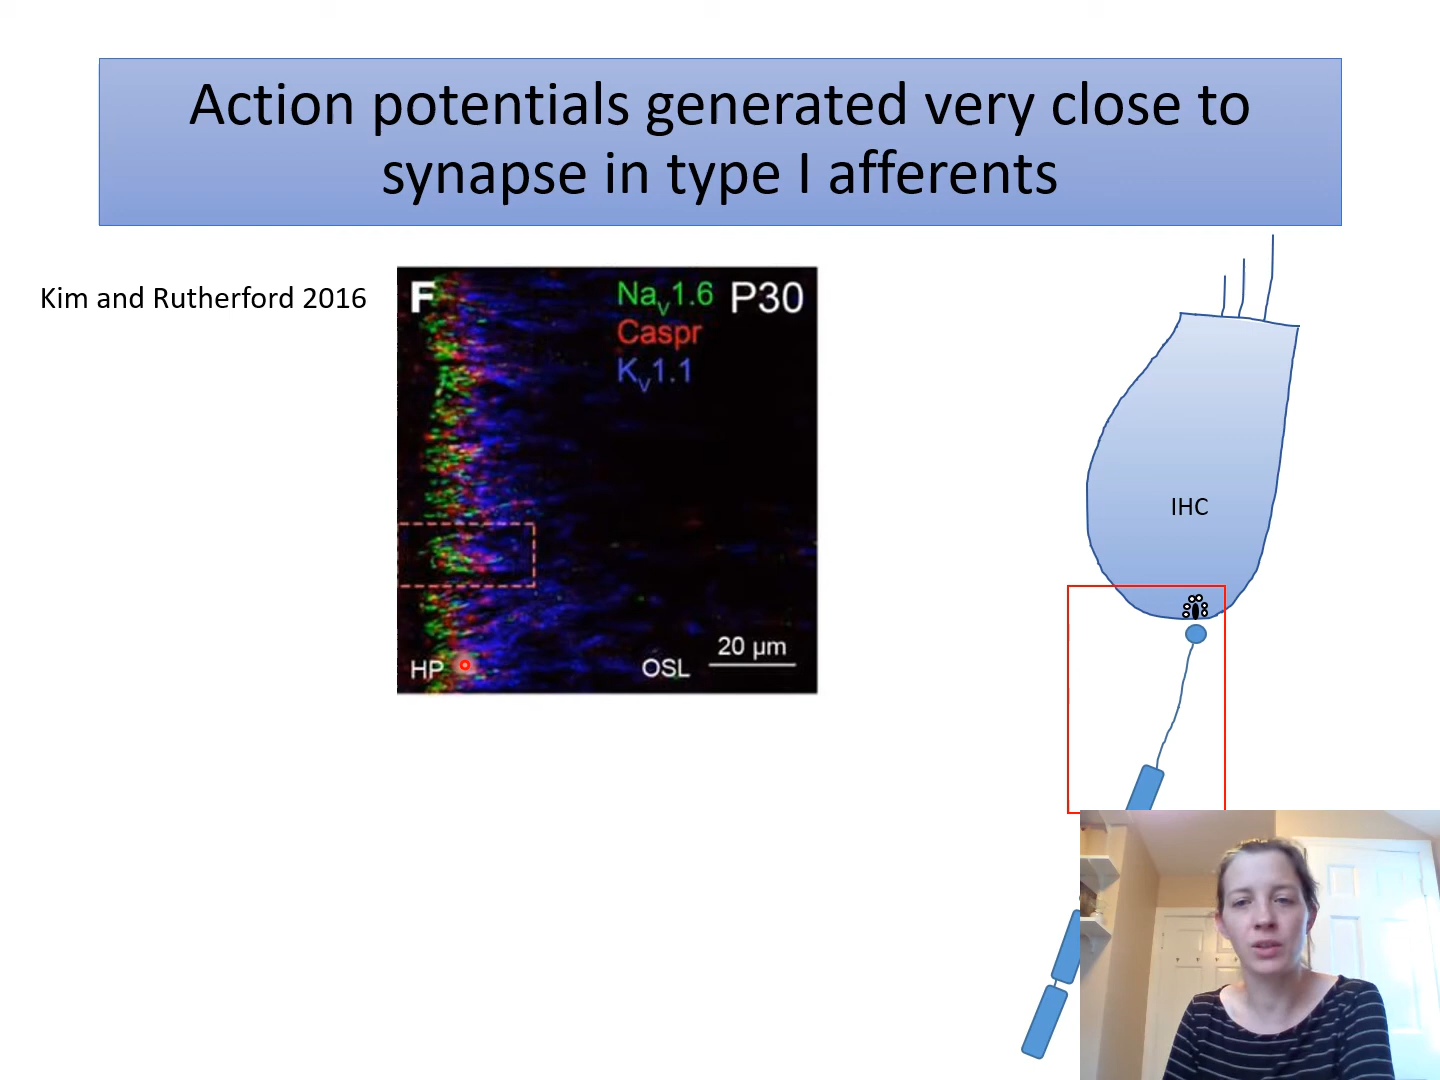 Action potentials generated very close to
synapse in type I afferents
Kim and Rutherford 2016
F
Nav1.6
P30
Caspr
Kv1.1
IHC
20 µm
HP
OSL